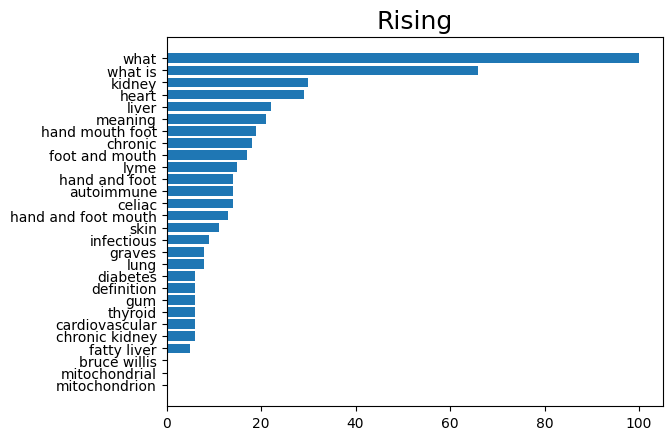 Rising
what
what is
kidney
heart
liver
meaning
hand mouth foot
chronic
foot and mouth
lyme
hand and foot
autoimmune
celiac
hand and foot mouth
skin
infectious
graves
lung
diabetes
definition
gum
thyroid
cardiovascular
chronic kidney
fatty liver
bruce willis
mitochondrial
mitochondrion
0 20 40 60 80 100